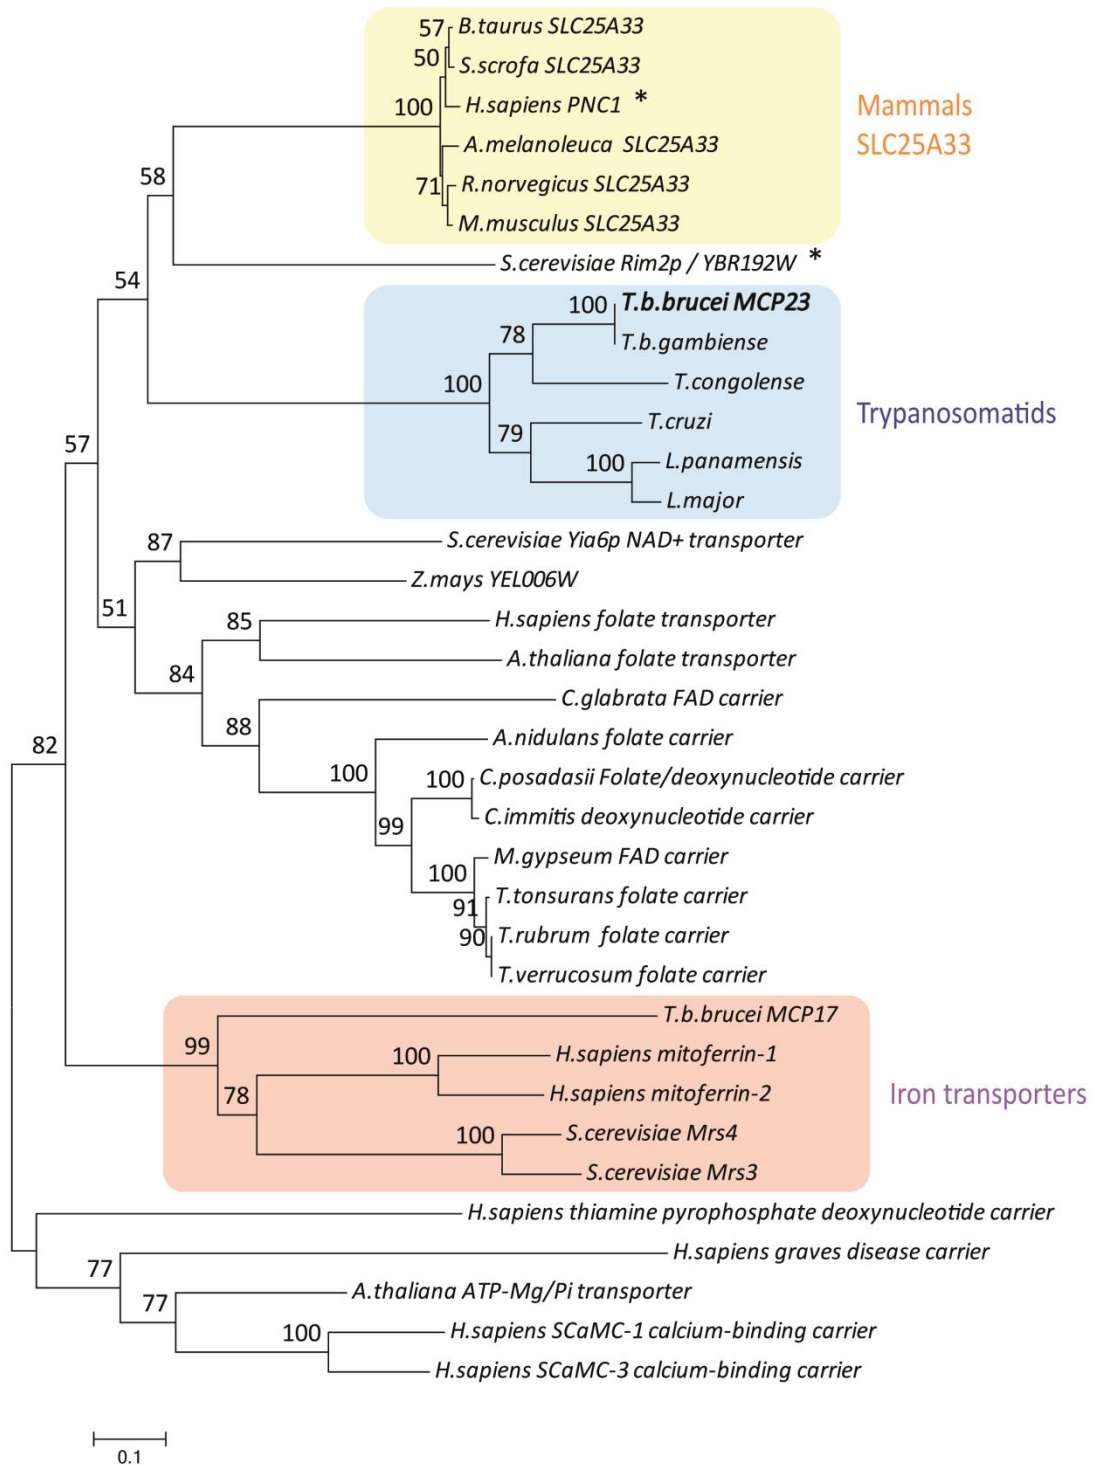 57
B.taurus SLC25A33
50
S.scrofa SLC25A33
100
H.sapiens PNC1 *
Mammals
SLC25A33
A.melanoleuca SLC25A33
71
R.norvegicus SLC25A33
58
M.musculus SLC25A33
S.cerevisiae Rim2p / YBR192W *
54
100
T.b.brucei MCP23
78
T.b.gambiense
100
T.congolense
Trypanosomatids
79
T.cruzi
57
100
L.panamensis
L.major
87
S.cerevisiae Yia6p NAD+ transporter
Z.mays YEL006W
51
85
H.sapiens folate transporter
84
A.thaliana folate transporter
88
C.glabrata FAD carrier
82
A.nidulans folate carrier
100
100
C.posadasii Folate/deoxynucleotide carrier
99
C.immitis deoxynucleotide carrier
100
M.gypseum FAD carrier
91
T.tonsurans folate carrier
90
T.rubrum folate carrier
T.verrucosum folate carrier
99
T.b.brucei MCP17
100
H.sapiens mitoferrin-1
78
H.sapiens mitoferrin-2
Iron transporters
100
S.cerevisiae Mrs4
S.cerevisiae Mrs3
H.sapiens thiamine pyrophosphate deoxynucleotide carrier
77
H.sapiens graves disease carrier
77
A.thaliana ATP-Mg/Pi transporter
100
H.sapiens SCaMC-1 calcium-binding carrier
H.sapiens SCaMC-3 calcium-binding carrier
0.1